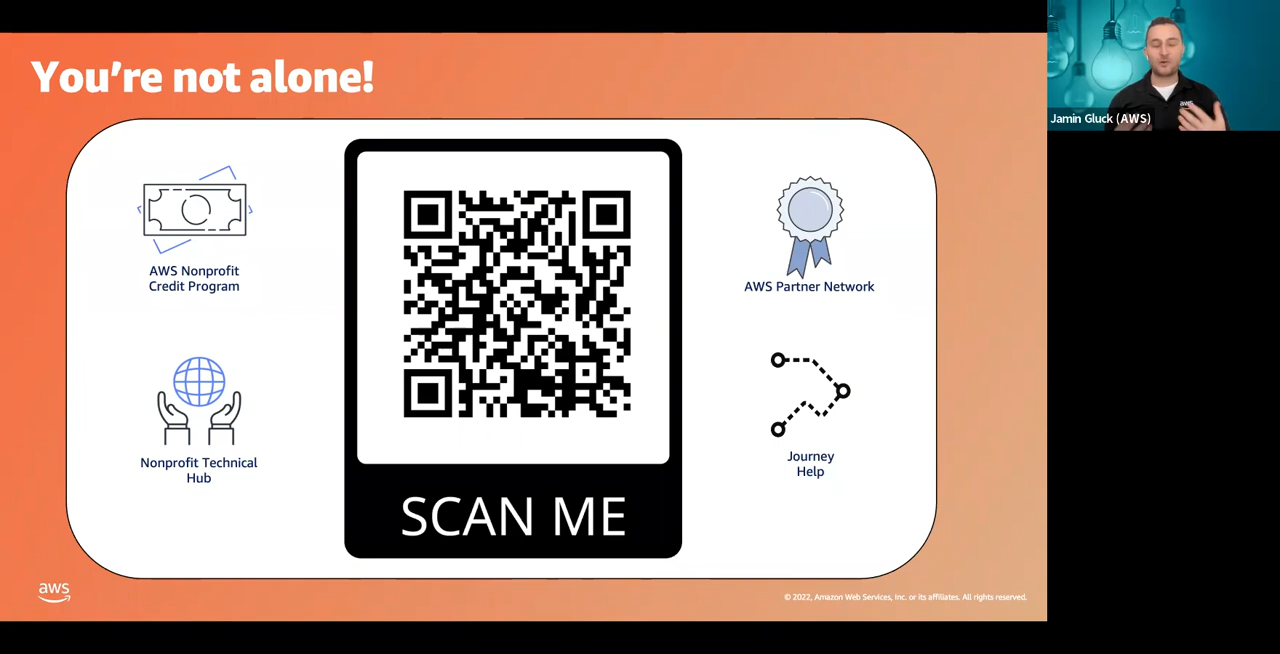 You're not alone!
AWS Nonprofit
Credit Program
Nonprofit Technical
Hub
SCAN ME
AWS Partner Network
Journey
Help
aws
© 2022, Amazon Web Services, Inc. or its affiliates. All rights reserved.
aws
Jamin Gluck (AWS)